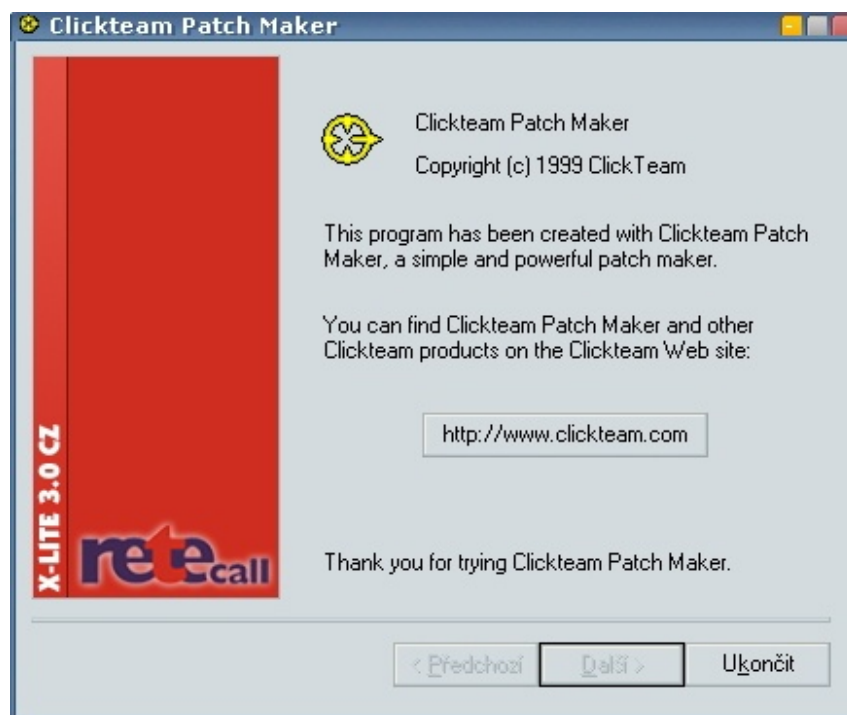 Clickteam Patch Maker
Clickteam Patch Maker
Copyright (c) 1999 ClickTeam
This program has been created with Clickteam Patch
Maker, a simple and powerful patch maker.
You can find Clickteam Patch Maker and other
Clickteam products on the Clickteam Web site:
http://www.clickteam.com
Thank you for trying Clickteam Patch Maker.
X-LITE 3.0 CZ
retecall
< Předchozí
Další >
Ukončit